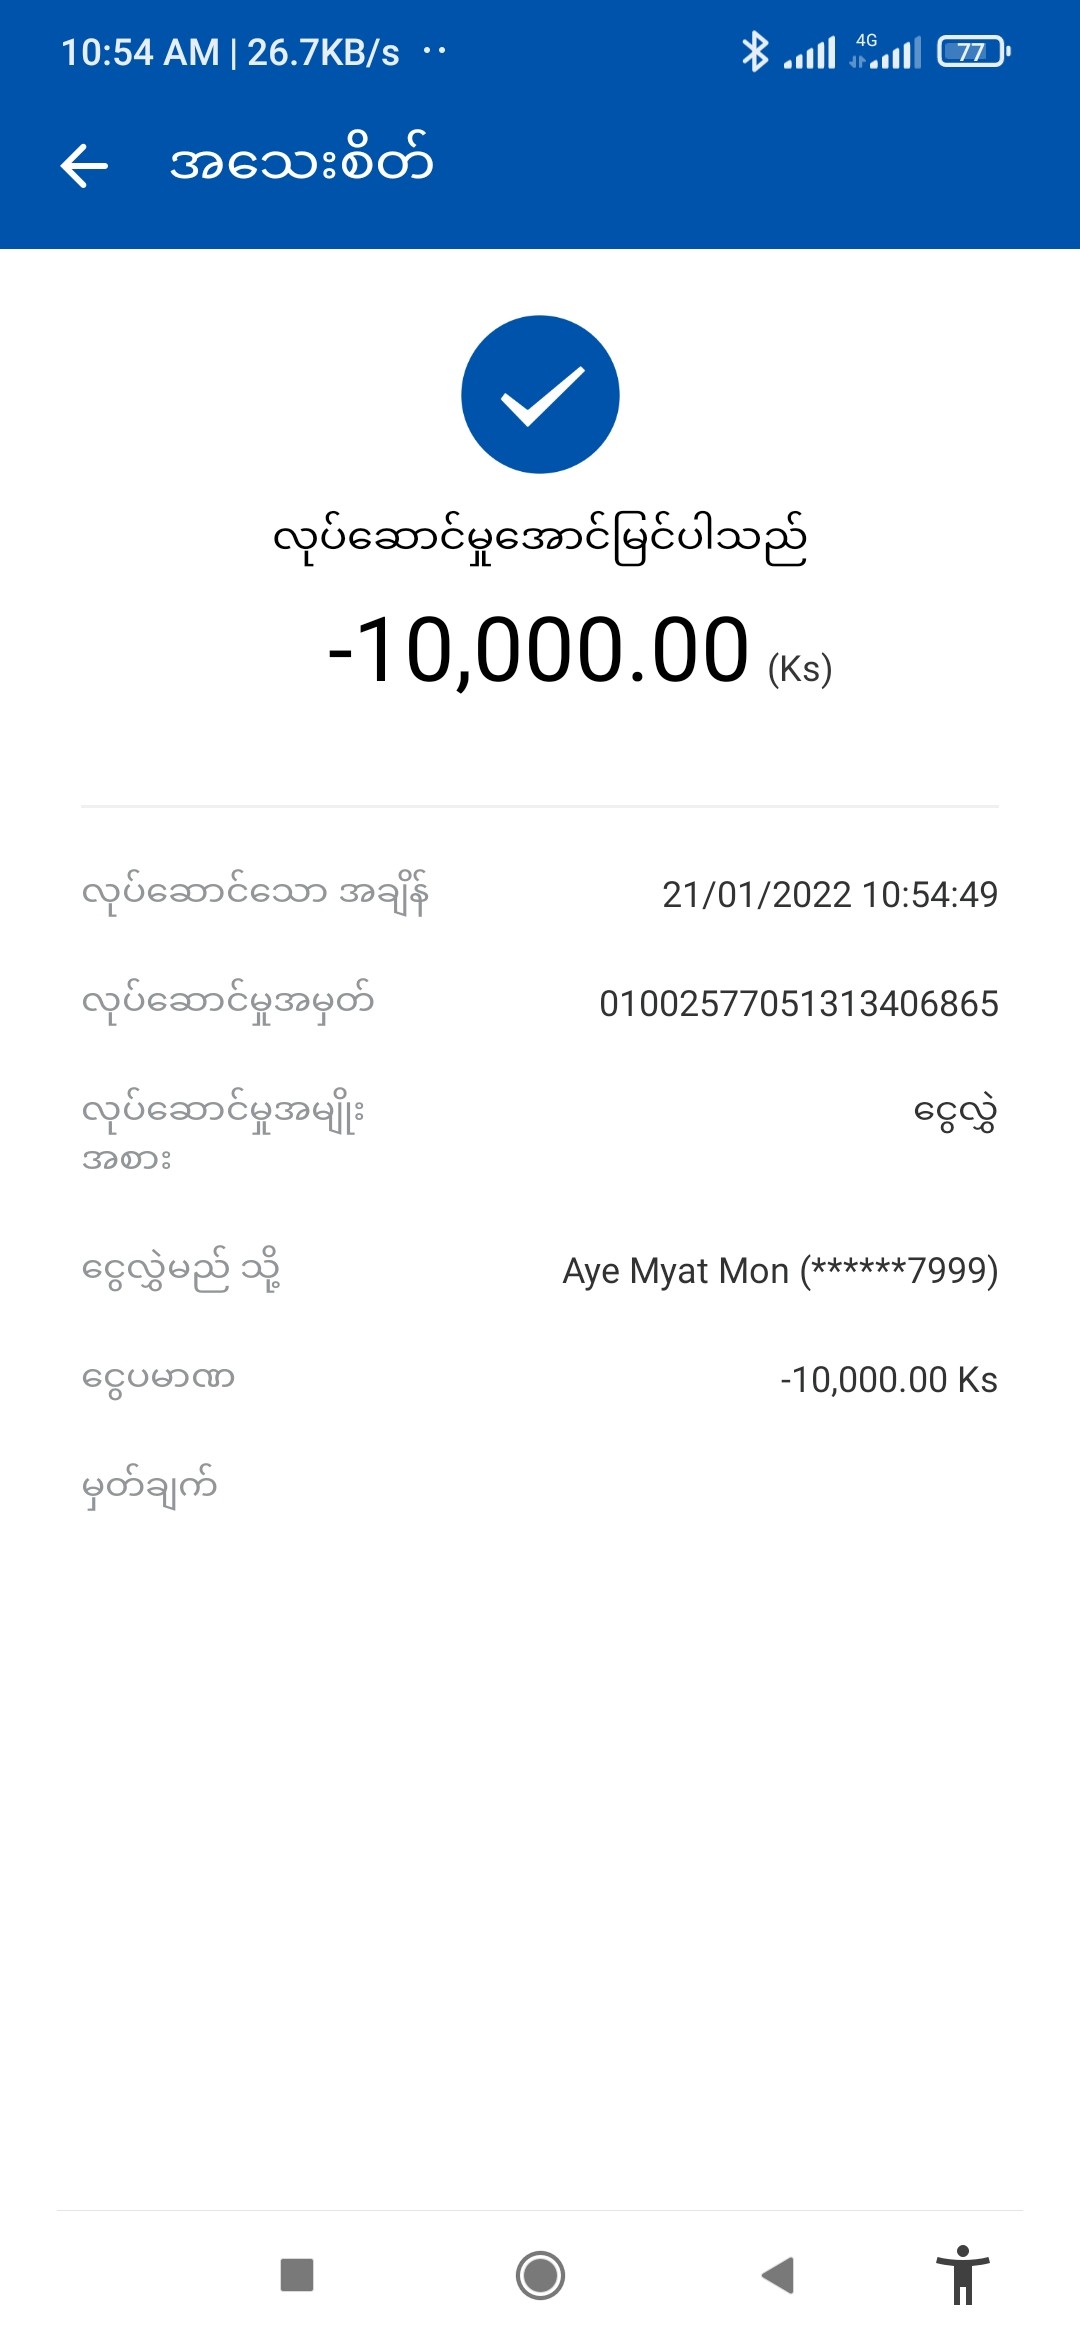 10:54 AM | 26.7KB/s ··
4G
77
အသေးစိတ်
လုပ်ဆောင်မှုအောင်မြင်ပါသည်
-10,000.00 (Ks)
လုပ်ဆောင်သော အချိန် 21/01/2022 10:54:49
လုပ်ဆောင်မှုအမှတ် 01002577051313406865
လုပ်ဆောင်မှုအမျိုး ငွေလွှဲ
အစား
ငွေလွှဲမည် သို့ Aye Myat Mon (******7999)
ငွေပမာဏ -10,000.00 Ks
မှတ်ချက်